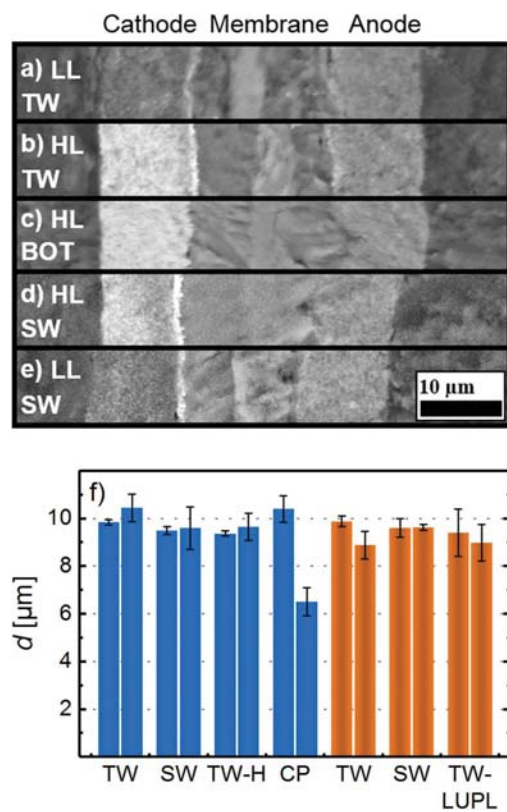 Cathode Membrane Anode
a) LL
TW
b) HL
TW
c) HL
BOT
d) HL
SW
e) LL
SW
10 µm
f)
d [µm]
10
8
6
4
2
TW SW TW-H CP TW SW TW-
LUPL